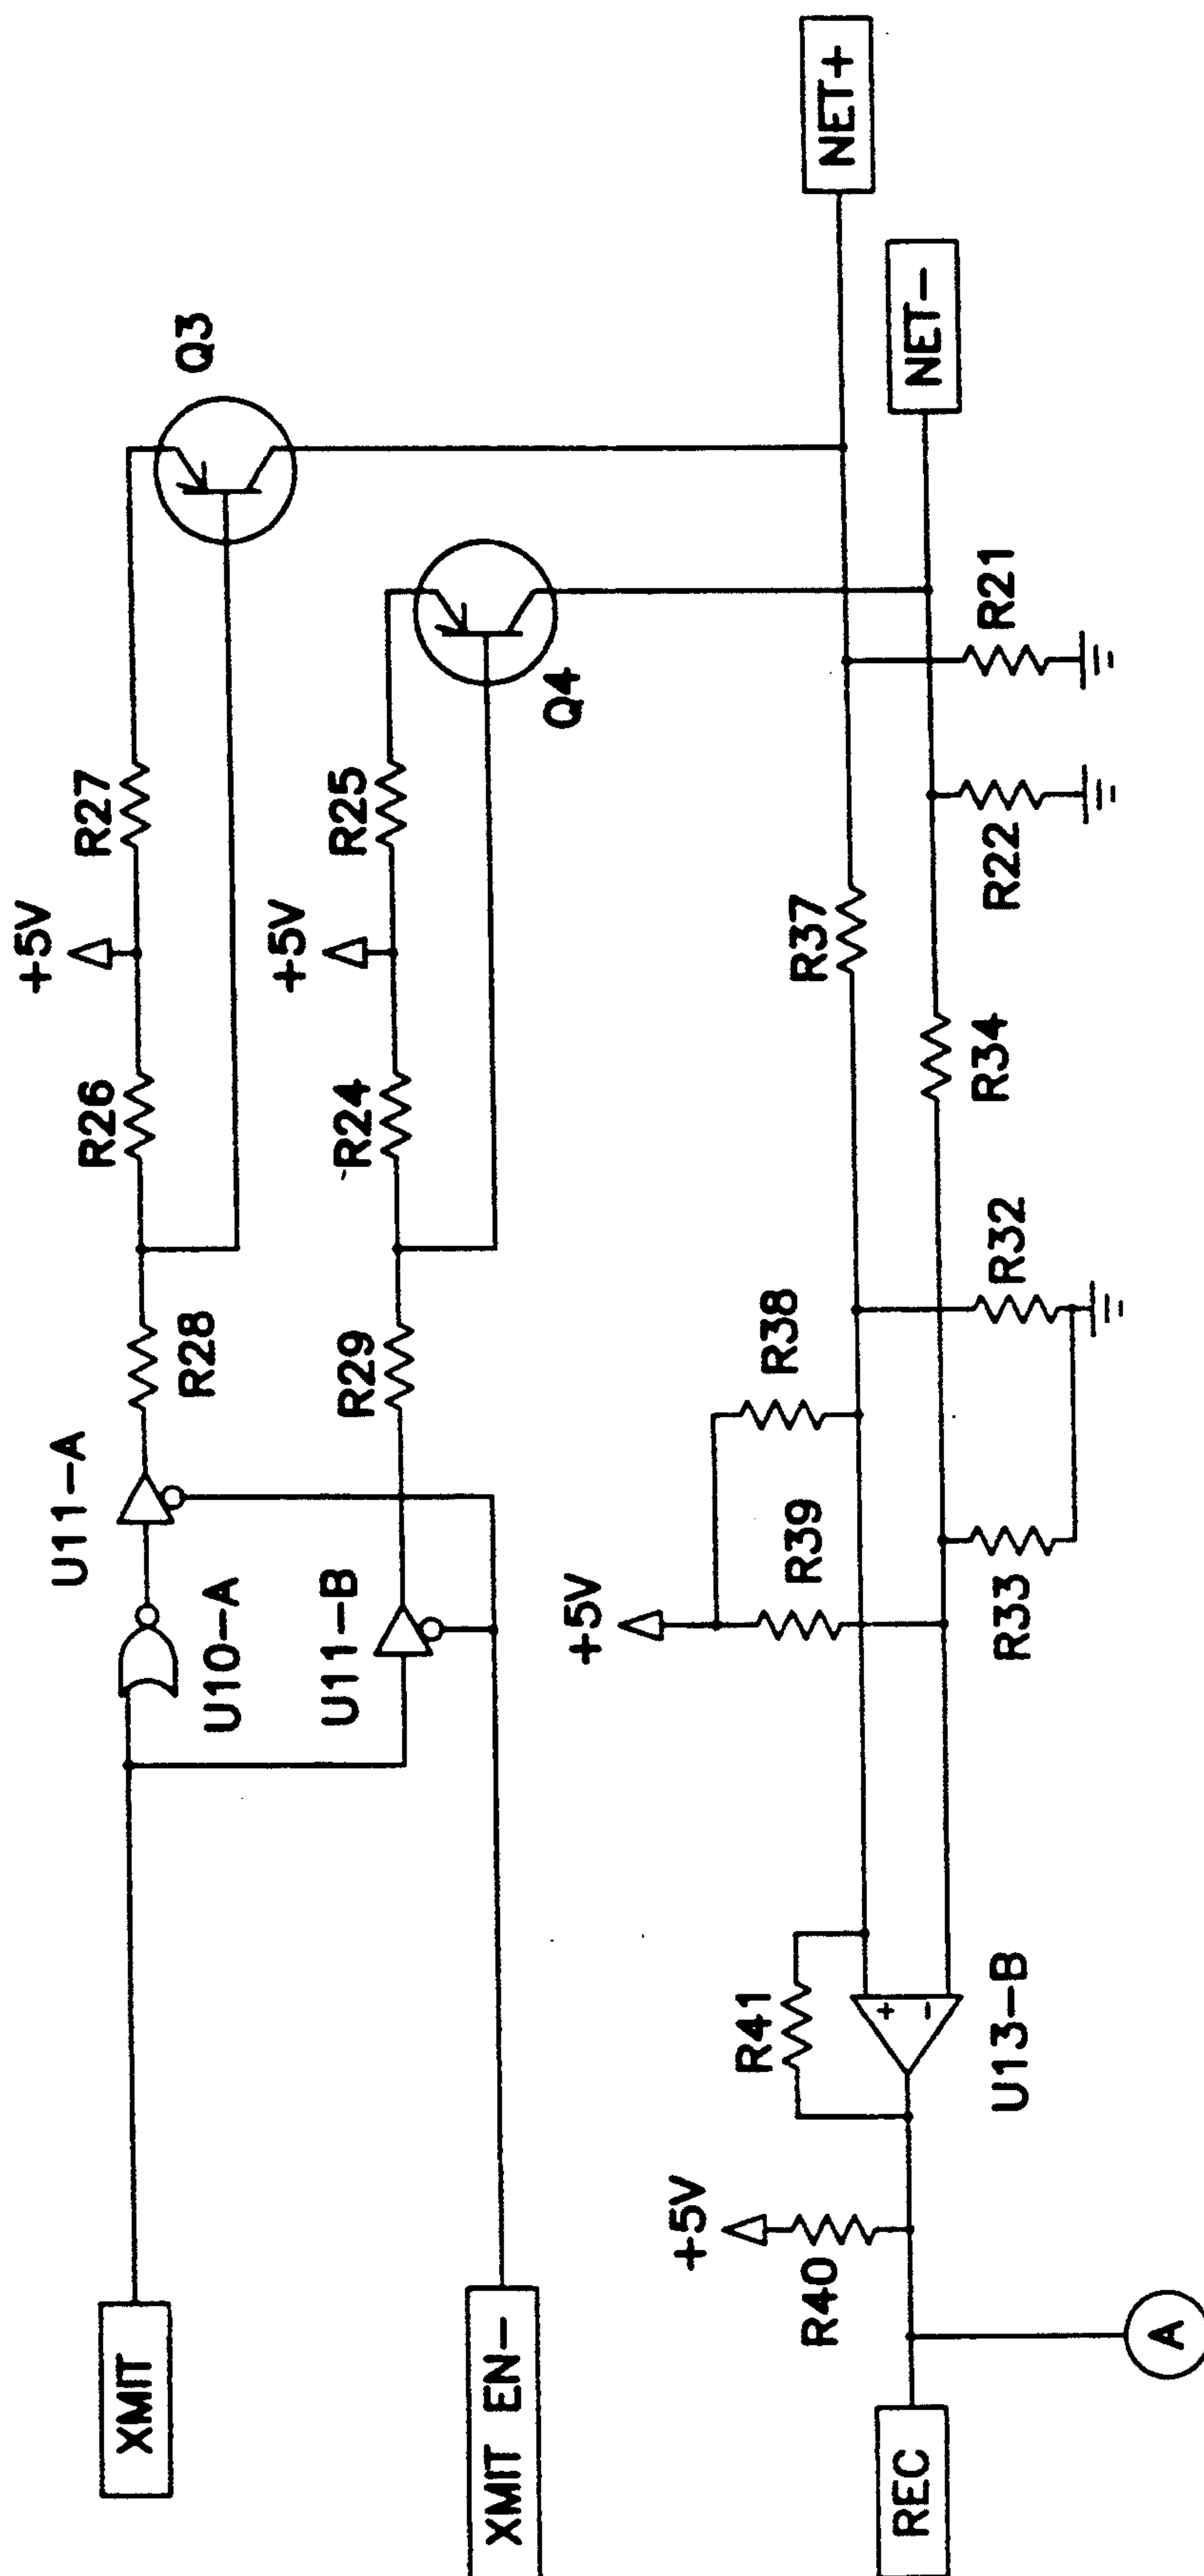 +5V
R26
R27
Q3
U11-A
R28
U10-A
+5V
R24
R25
Q4
U11-B
R29
XMIT
XMIT EN-
NET+
NET-
R37
R21
R22
R34
R38
R32
+5V
R39
R33
R41
+
-
U13-B
+5V
R40
REC
A